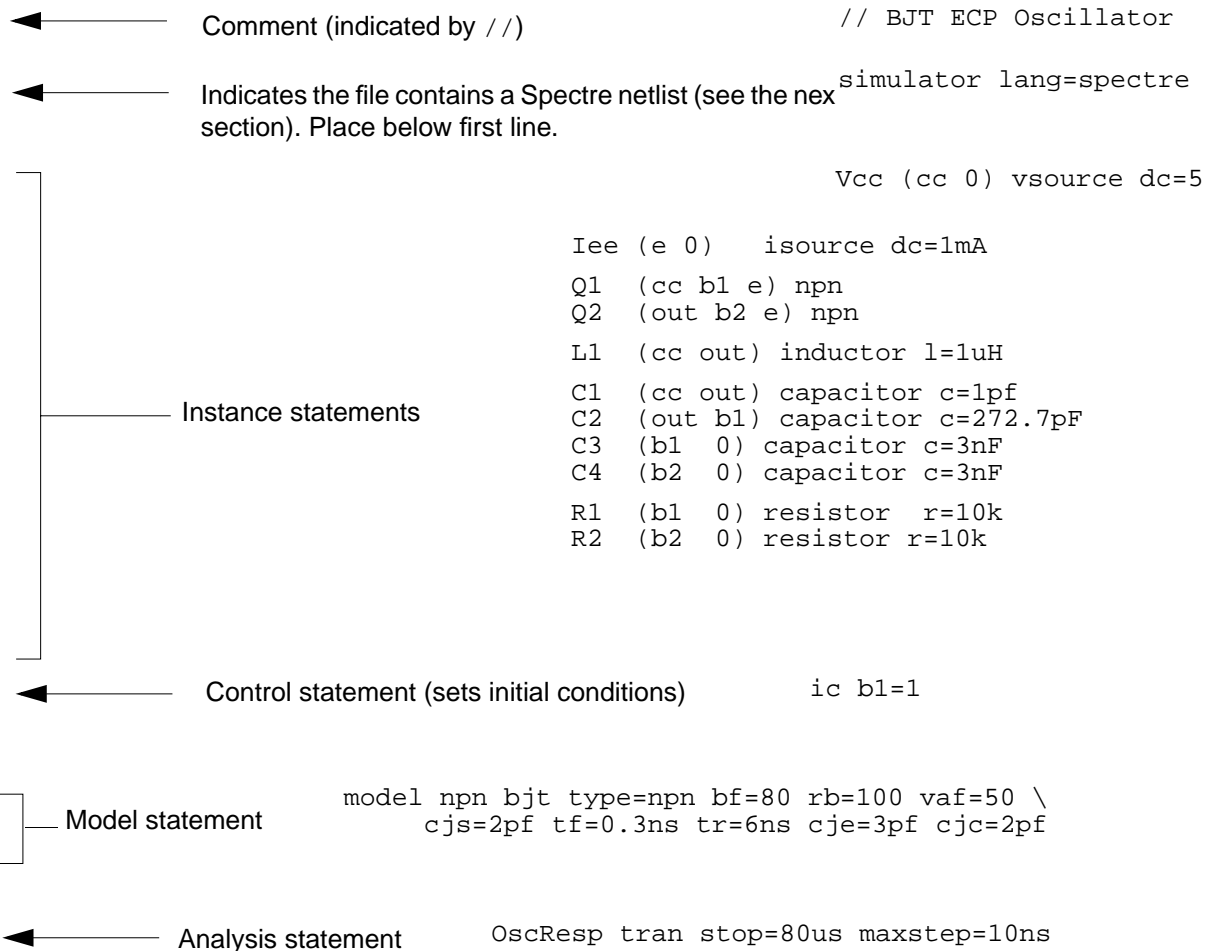 Comment (indicated by //) // BJT ECP Oscillator
Indicates the file contains a Spectre netlist (see the nex simulator lang=spectre
section). Place below first line.
Vcc (cc 0) vsource dc=5
Iee (e 0) isource dc=1mA
Q1 (cc b1 e) npn
Q2 (out b2 e) npn
L1 (cc out) inductor l=1uH
C1 (cc out) capacitor c=1pf
C2 (out b1) capacitor c=272.7pF
Instance statements
C3 (b1 0) capacitor c=3nF
C4 (b2 0) capacitor c=3nF
R1 (b1 0) resistor r=10k
R2 (b2 0) resistor r=10k
Control statement (sets initial conditions) ic b1=1
Model statement
model npn bjt type=npn bf=80 rb=100 vaf=50 \
cjs=2pf tf=0.3ns tr=6ns cje=3pf cjc=2pf
Analysis statement OscResp tran stop=80us maxstep=10ns